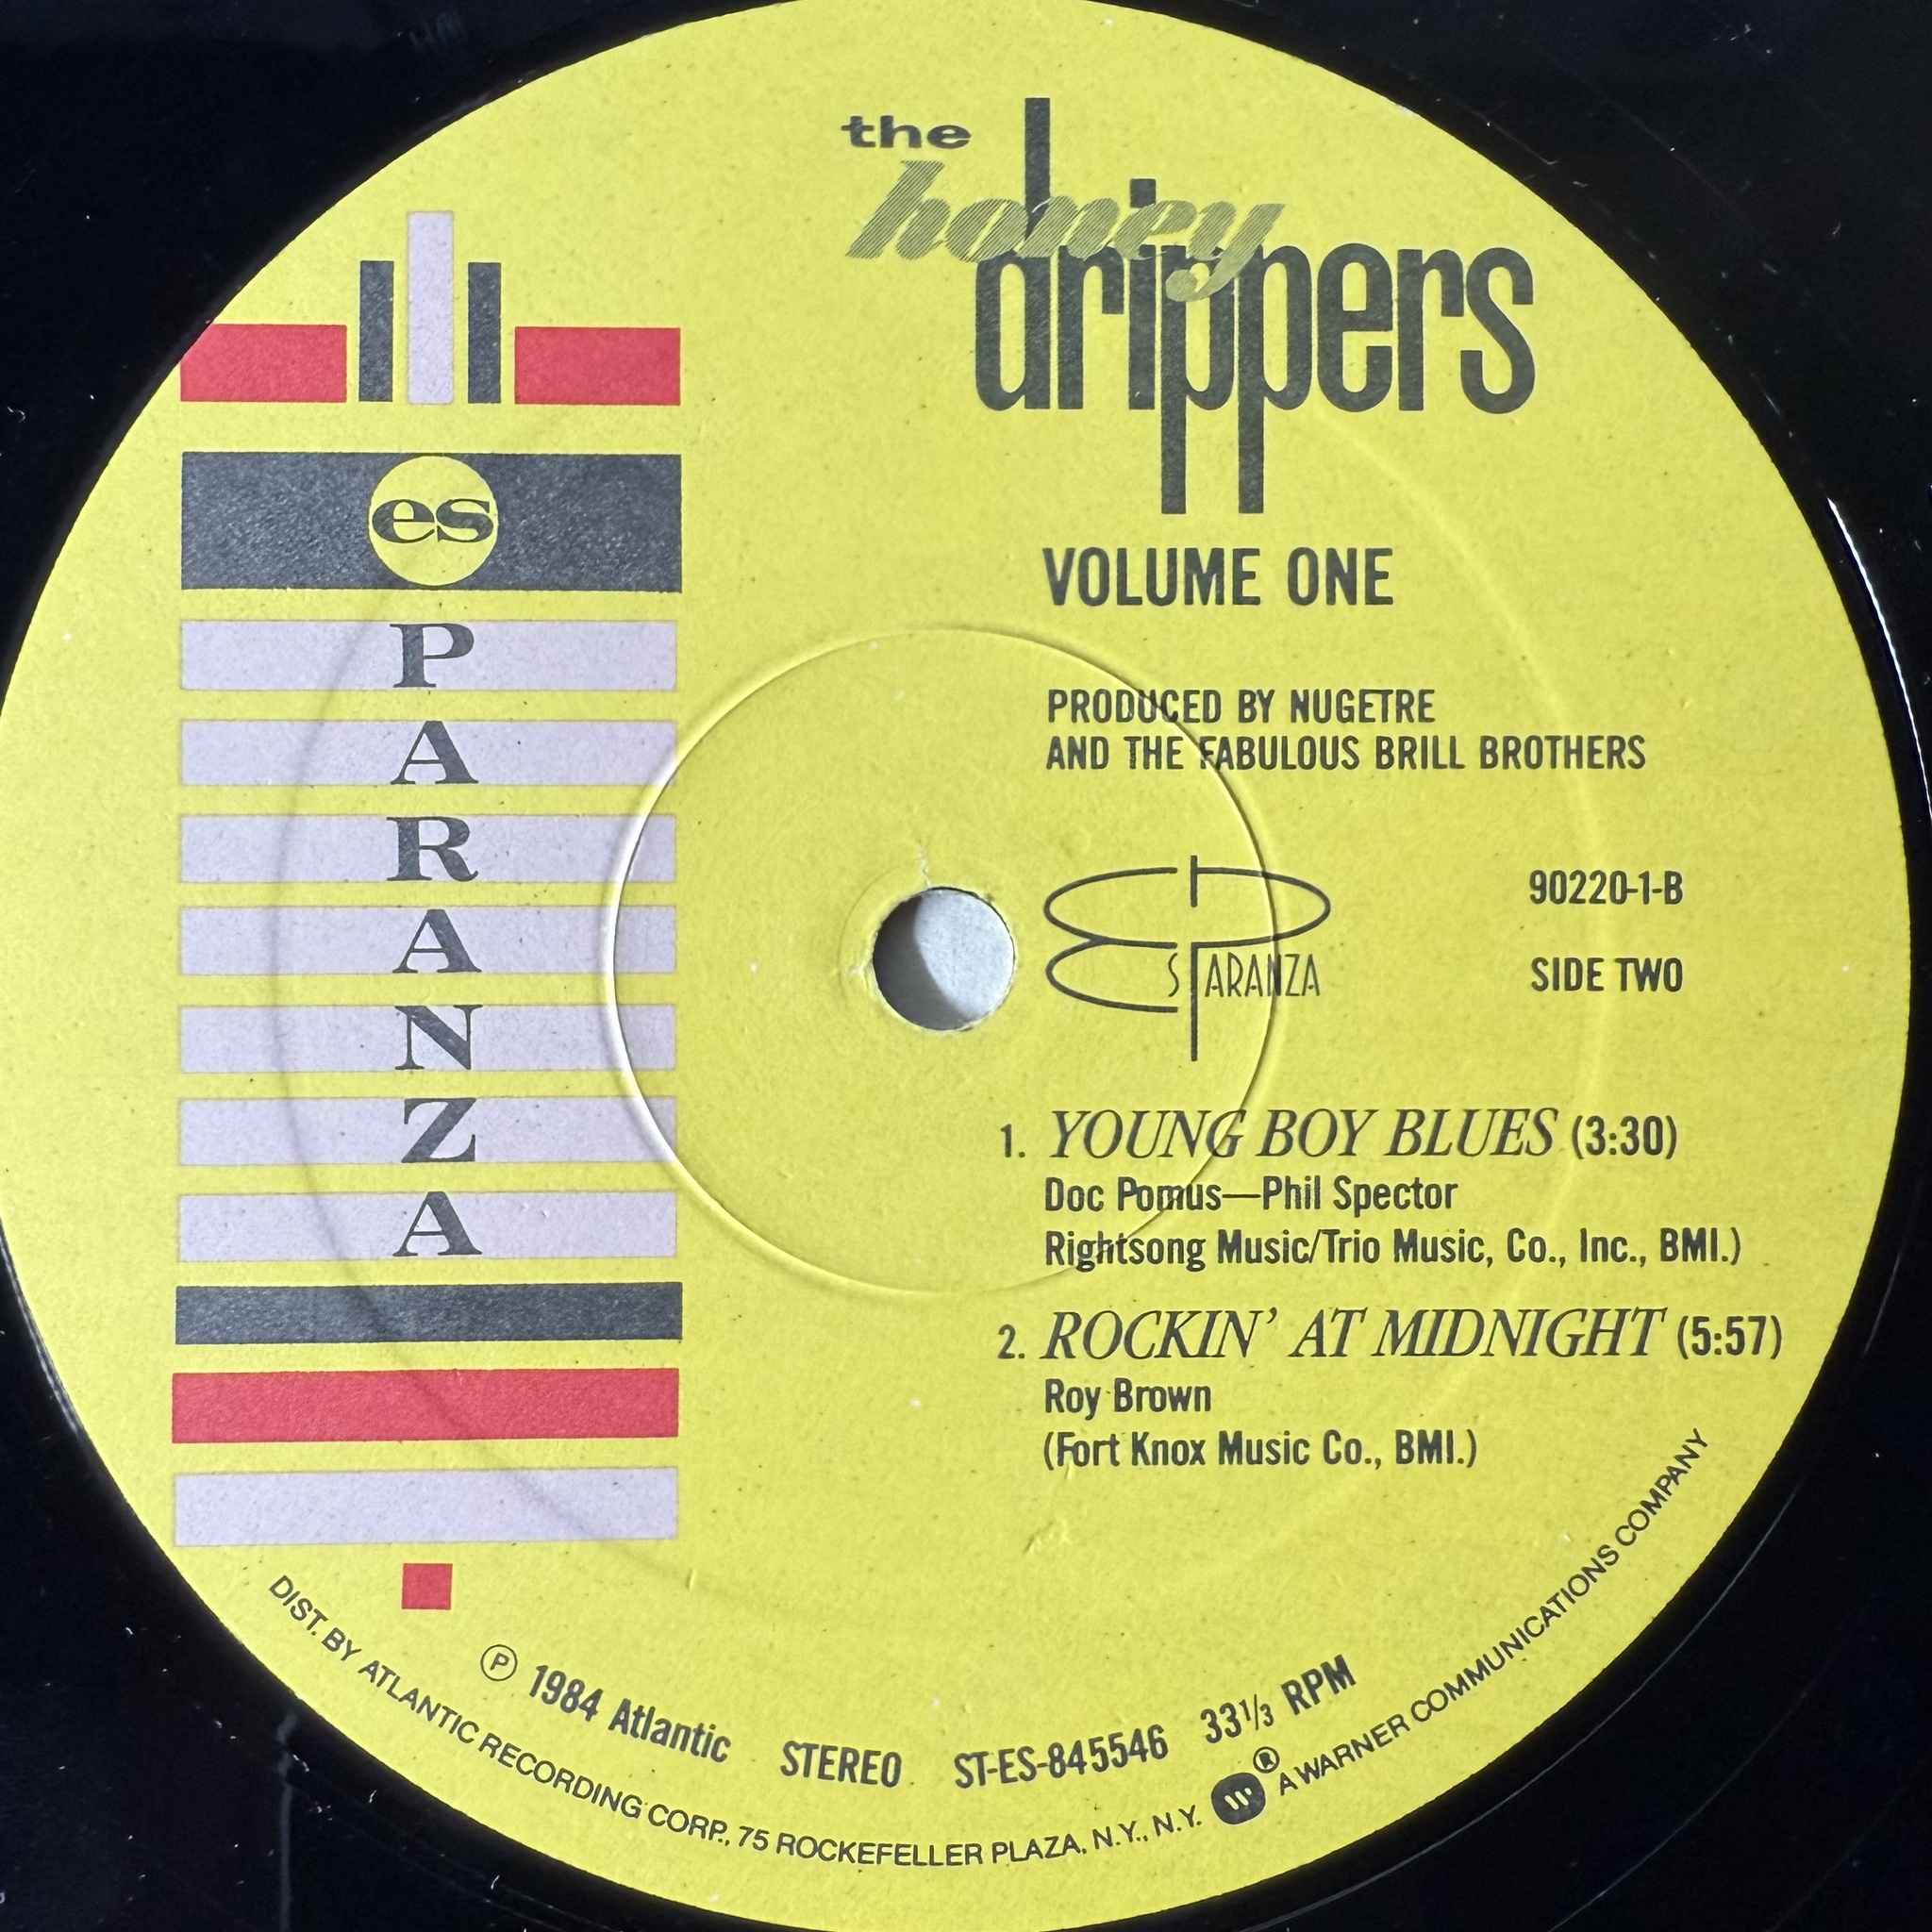 the
honey
drippers
VOLUME ONE
PRODUCED BY NUGETRE
AND THE FABULOUS BRILL BROTHERS
es
P
A
R
A
N
Z
A
ESPARANZA
90220-1-B
SIDE TWO
1. YOUNG BOY BLUES (3:30)
Doc Pomus—Phil Spector
Rightsong Music/Trio Music, Co., Inc., BMI.)
2. ROCKIN' AT MIDNIGHT (5:57)
Roy Brown
(Fort Knox Music Co., BMI.)
Ⓟ 1984 Atlantic STEREO ST-ES-845546 33⅓ RPM
DIST. BY ATLANTIC RECORDING CORP., 75 ROCKEFELLER PLAZA, N.Y., N.Y. W® A WARNER COMMUNICATIONS COMPANY